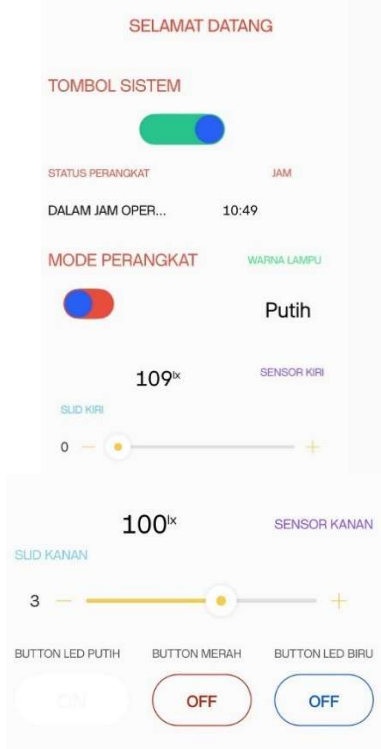 SELAMAT DATANG
TOMBOL SISTEM
STATUS PERANGKAT JAM
DALAM JAM OPER... 10:49
MODE PERANGKAT WARNA LAMPU
Putih
109lx SENSOR KIRI
SLID KIRI
0 − +
100lx SENSOR KANAN
SLID KANAN
3 − +
BUTTON LED PUTIH BUTTON MERAH BUTTON LED BIRU
ON OFF OFF